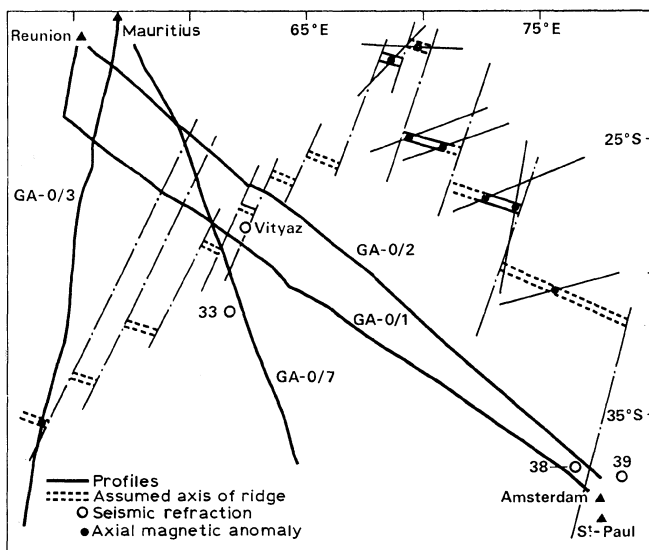 65°E
75°E
Reunion
Mauritius
25°S
GA-0/3
Vityaz
GA-0/2
33
GA-0/1
GA-0/7
35°S
38
39
Profiles
Assumed axis of ridge
Seismic refraction
Axial magnetic anomaly
Amsterdam
St-Paul